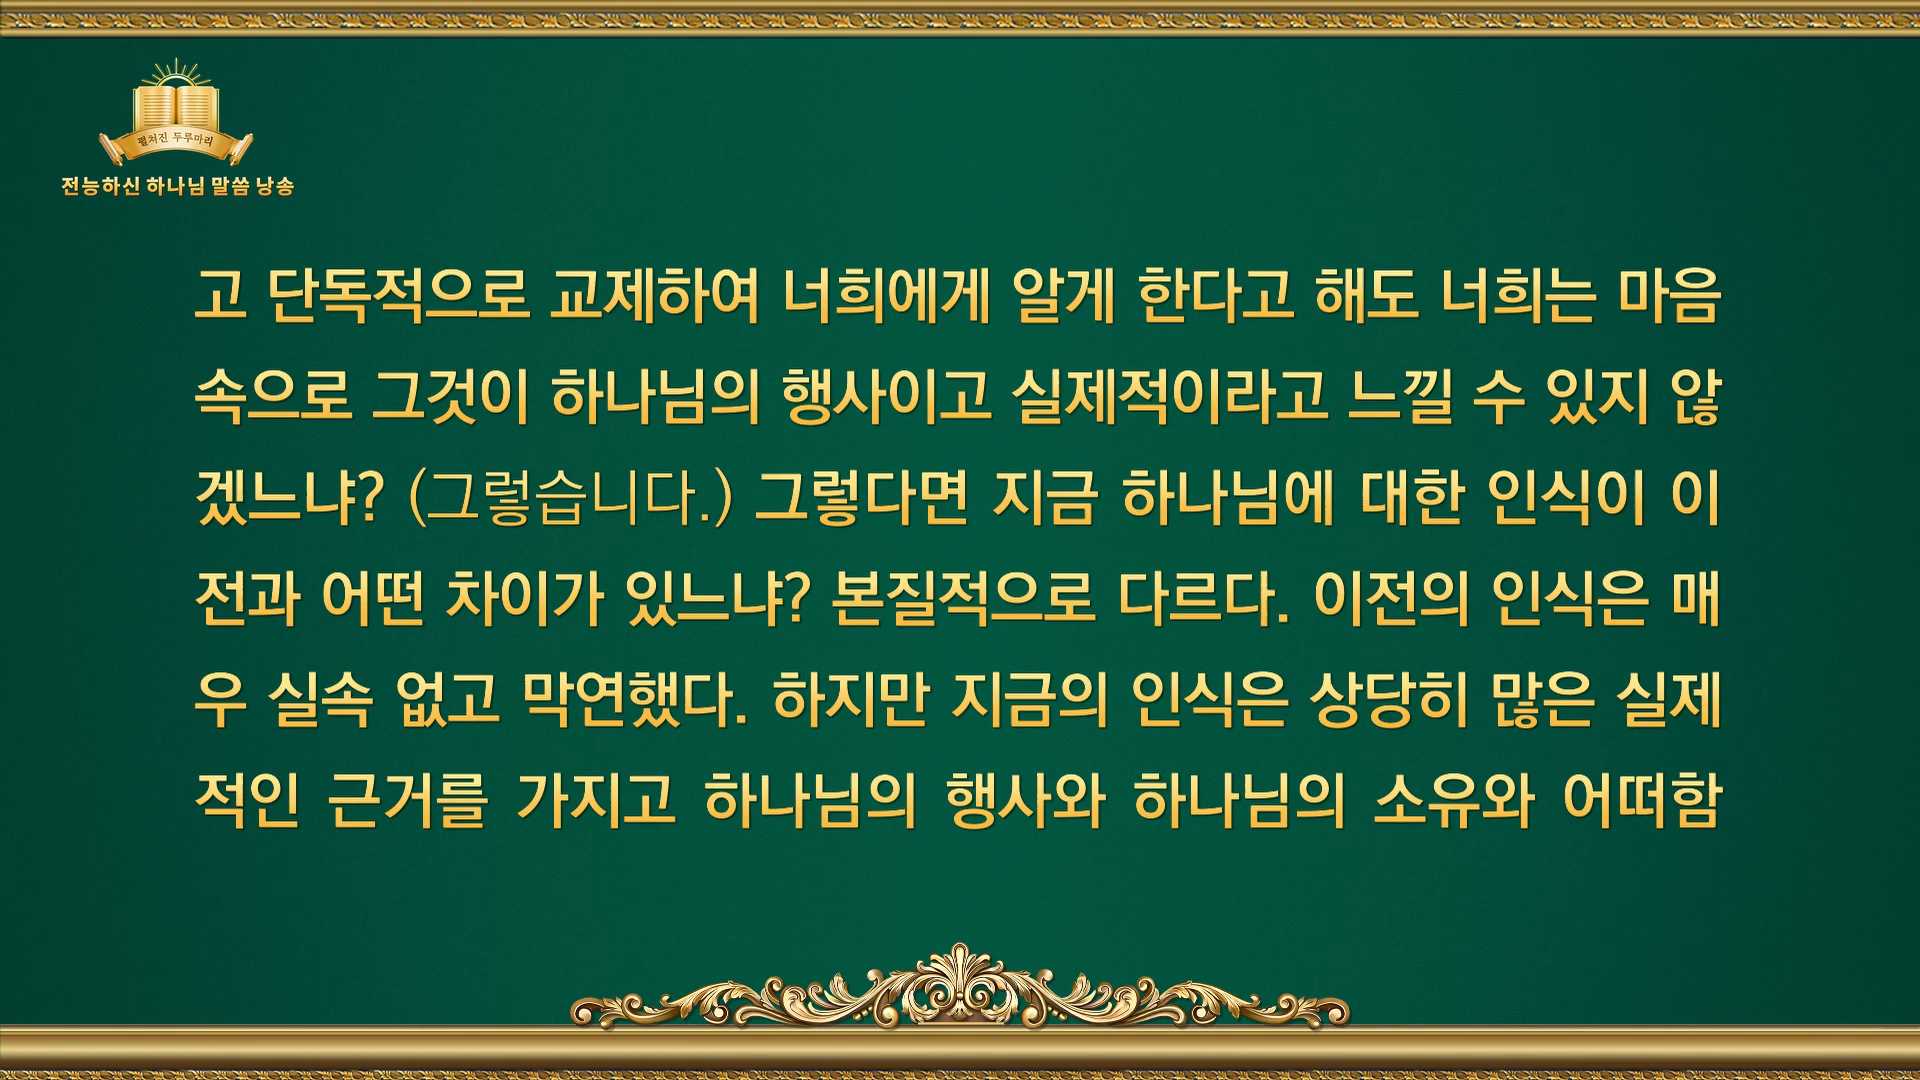 펼쳐진 두루마리
전능하신 하나님 말씀 낭송
고 단독적으로 교제하여 너희에게 알게 한다고 해도 너희는 마음
속으로 그것이 하나님의 행사이고 실제적이라고 느낄 수 있지 않
겠느냐? (그렇습니다.) 그렇다면 지금 하나님에 대한 인식이 이
전과 어떤 차이가 있느냐? 본질적으로 다르다. 이전의 인식은 매
우 실속 없고 막연했다. 하지만 지금의 인식은 상당히 많은 실제
적인 근거를 가지고 하나님의 행사와 하나님의 소유와 어떠함